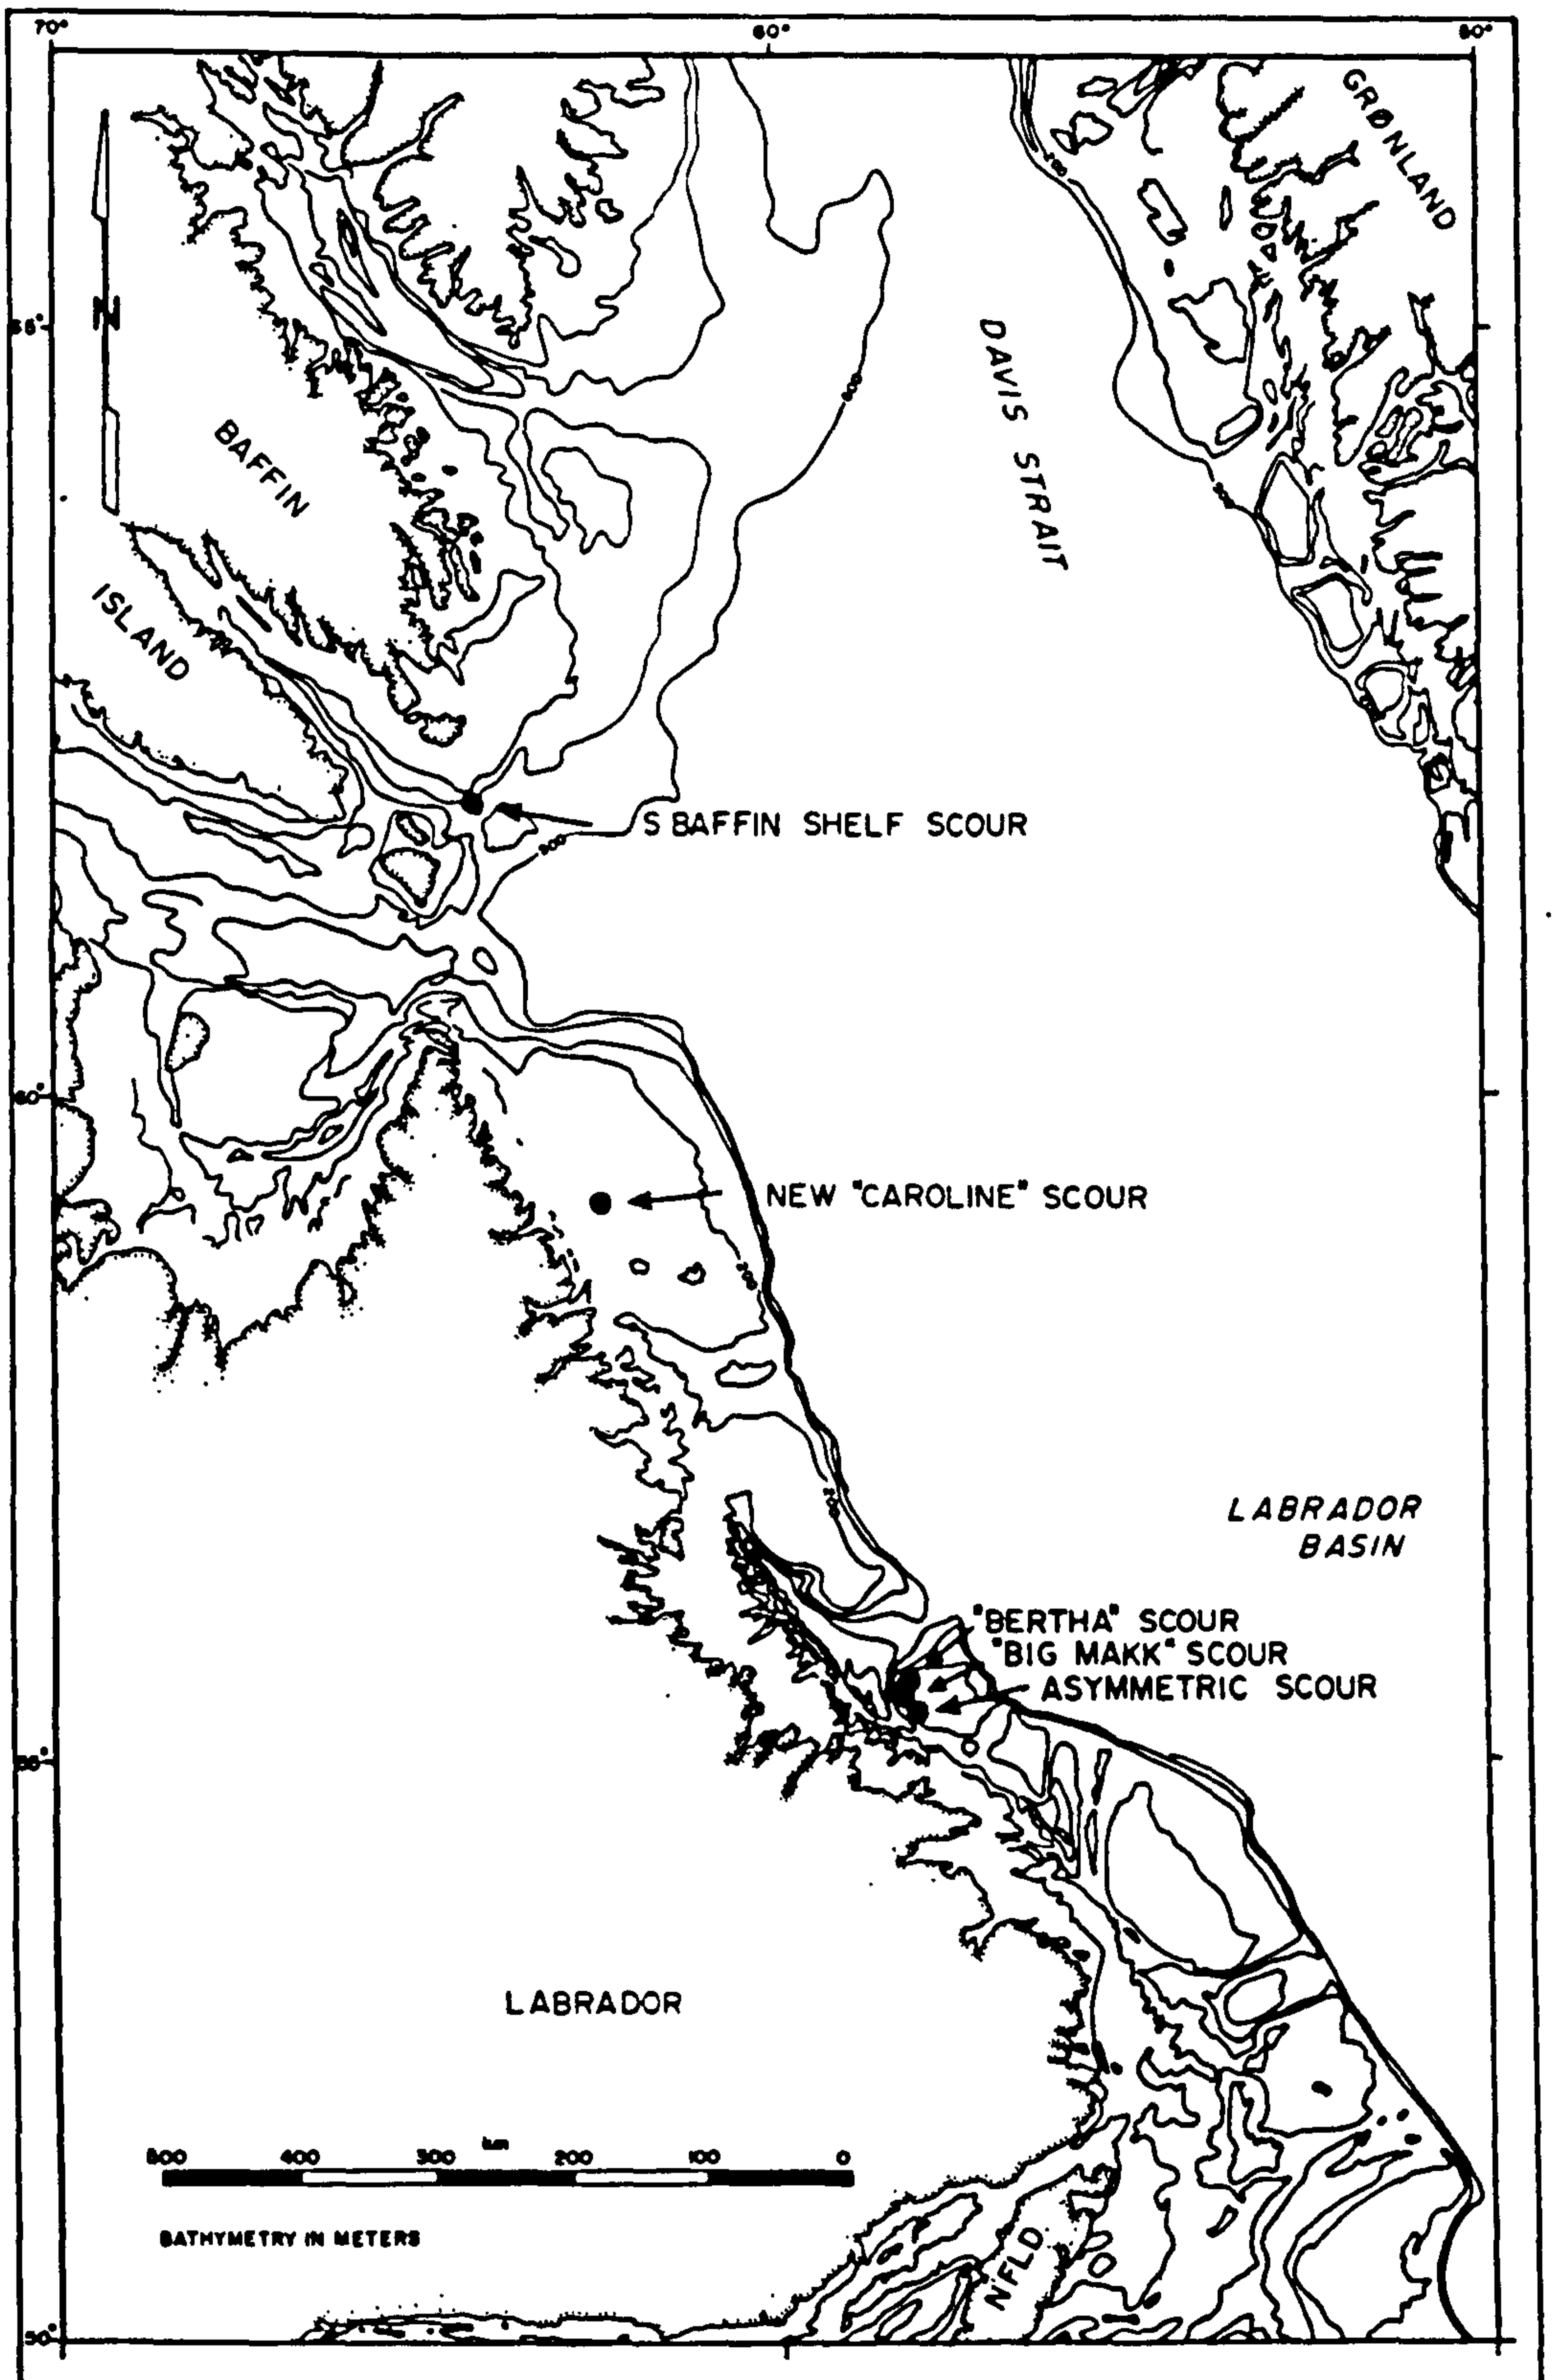 70°
60°
50°
GRØNLAND
65°
N
DAVIS STRAIT
BAFFIN
ISLAND
S BAFFIN SHELF SCOUR
60°
NEW "CAROLINE" SCOUR
200
200
LABRADOR
BASIN
"BERTHA" SCOUR
"BIG MAKK" SCOUR
ASYMMETRIC SCOUR
55°
LABRADOR
500 400 300 km 200 100 0
BATHYMETRY IN METERS
NFLD
50°